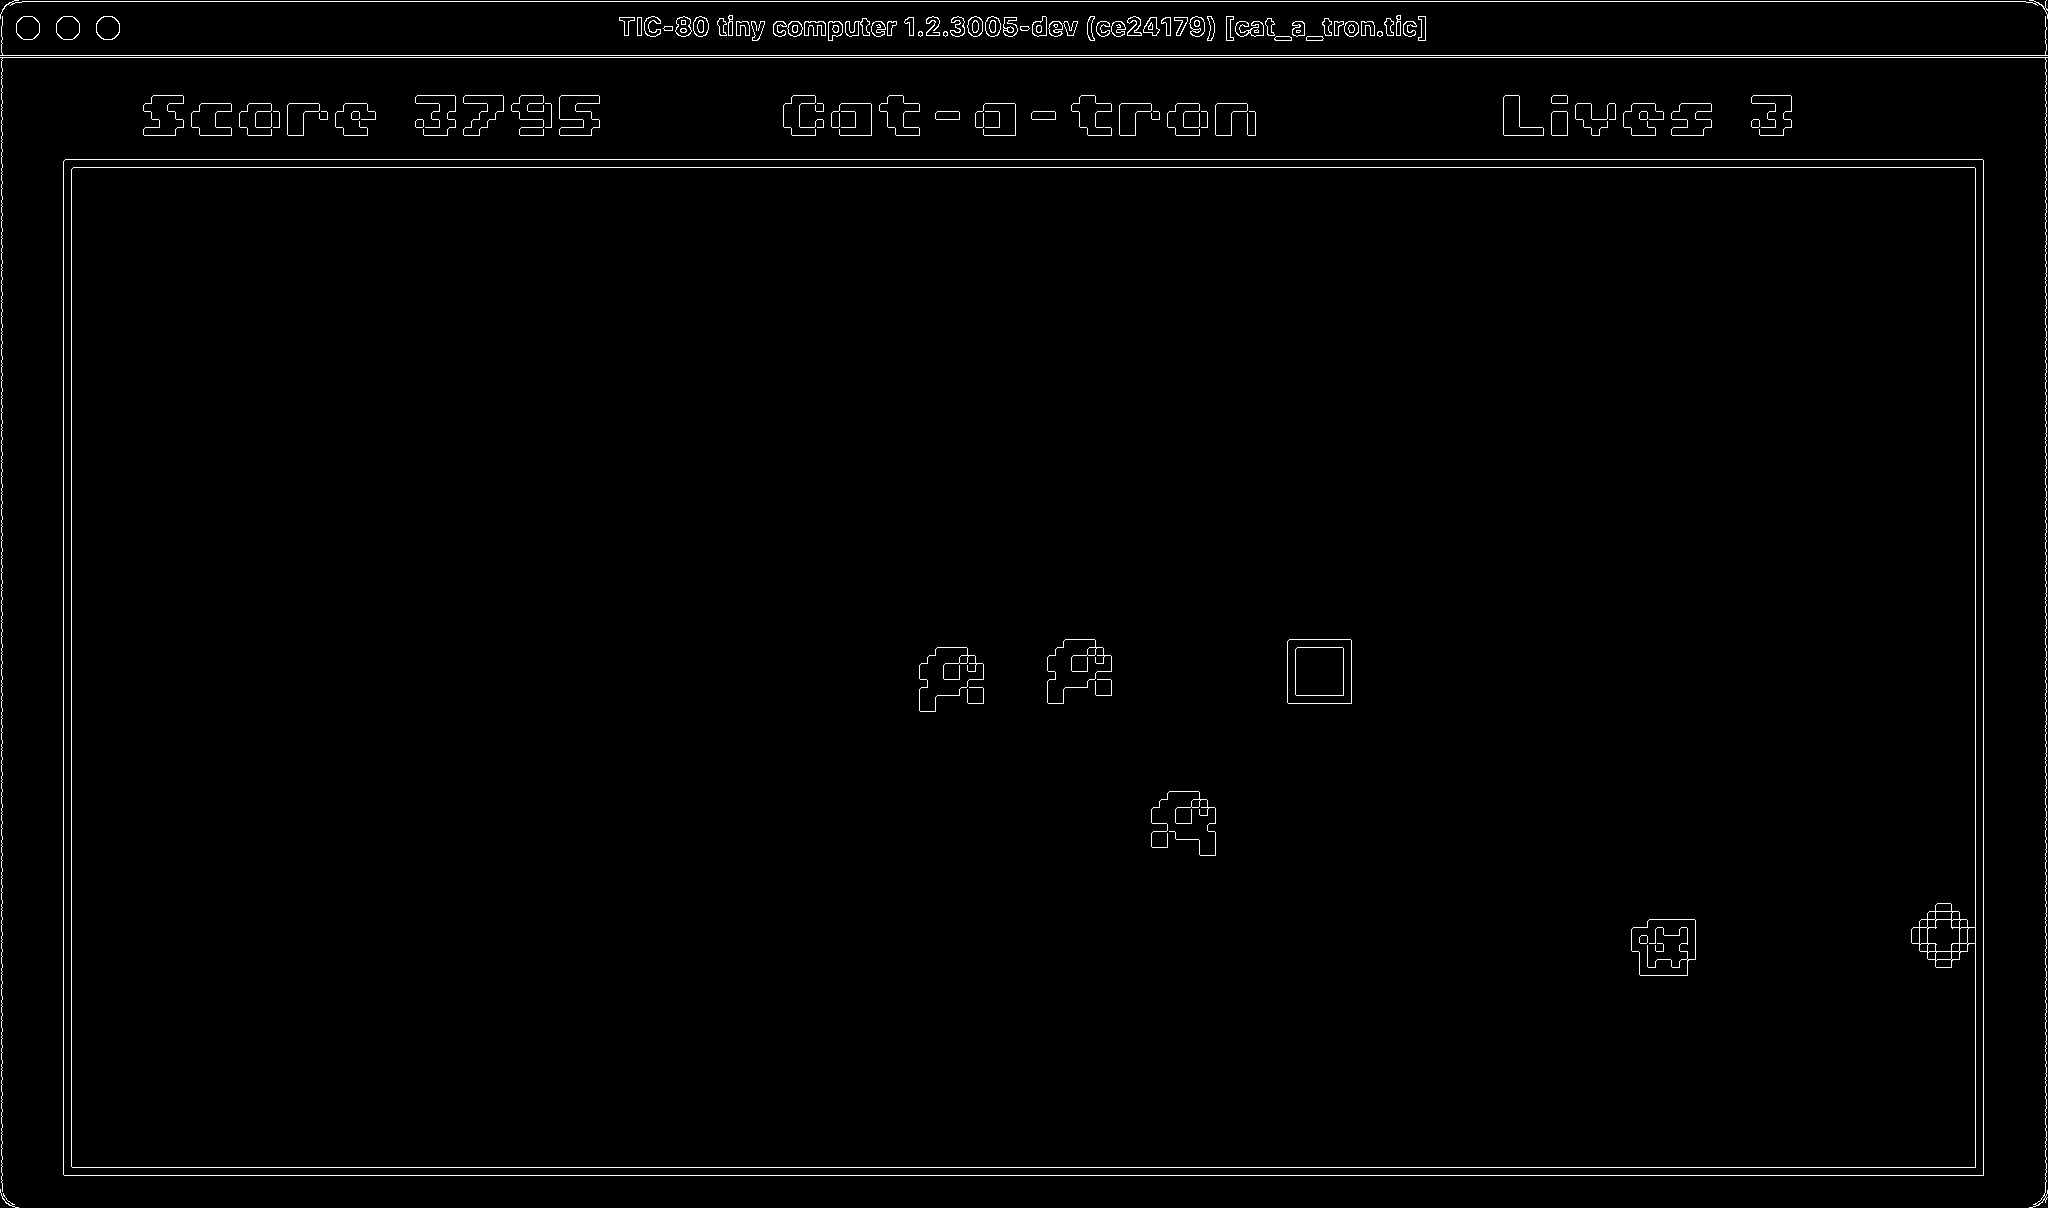 TIC-80 tiny computer 1.2.3005-dev (ce24179) [cat_a_tron.tic]
Score 3795 Cat-a-tron Lives 3